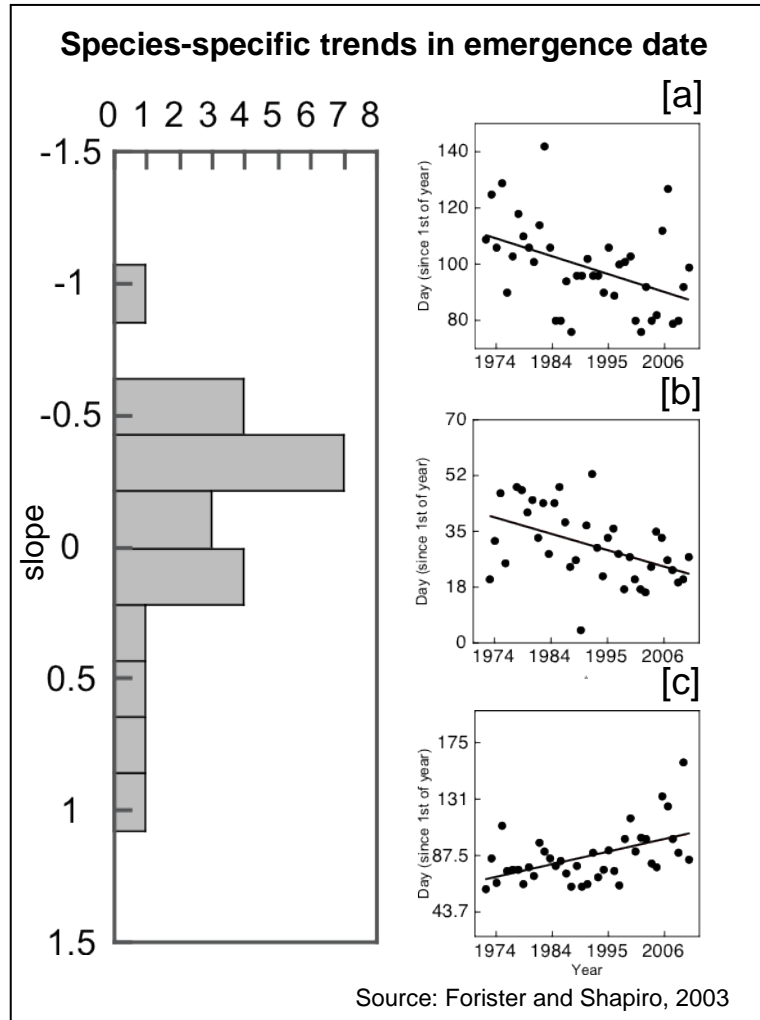 Species-specific trends in emergence date
0 1 2 3 4 5 6 7 8
-1.5
-1
-0.5
0
0.5
1
1.5
slope
[a]
140
120
100
80
Day (since 1st of year)
1974 1984 1995 2006
[b]
70
52
35
18
0
Day (since 1st of year)
1974 1984 1995 2006
[c]
175
131
87.5
43.7
Day (since 1st of year)
1974 1984 1995 2006
Year
Source: Forister and Shapiro, 2003